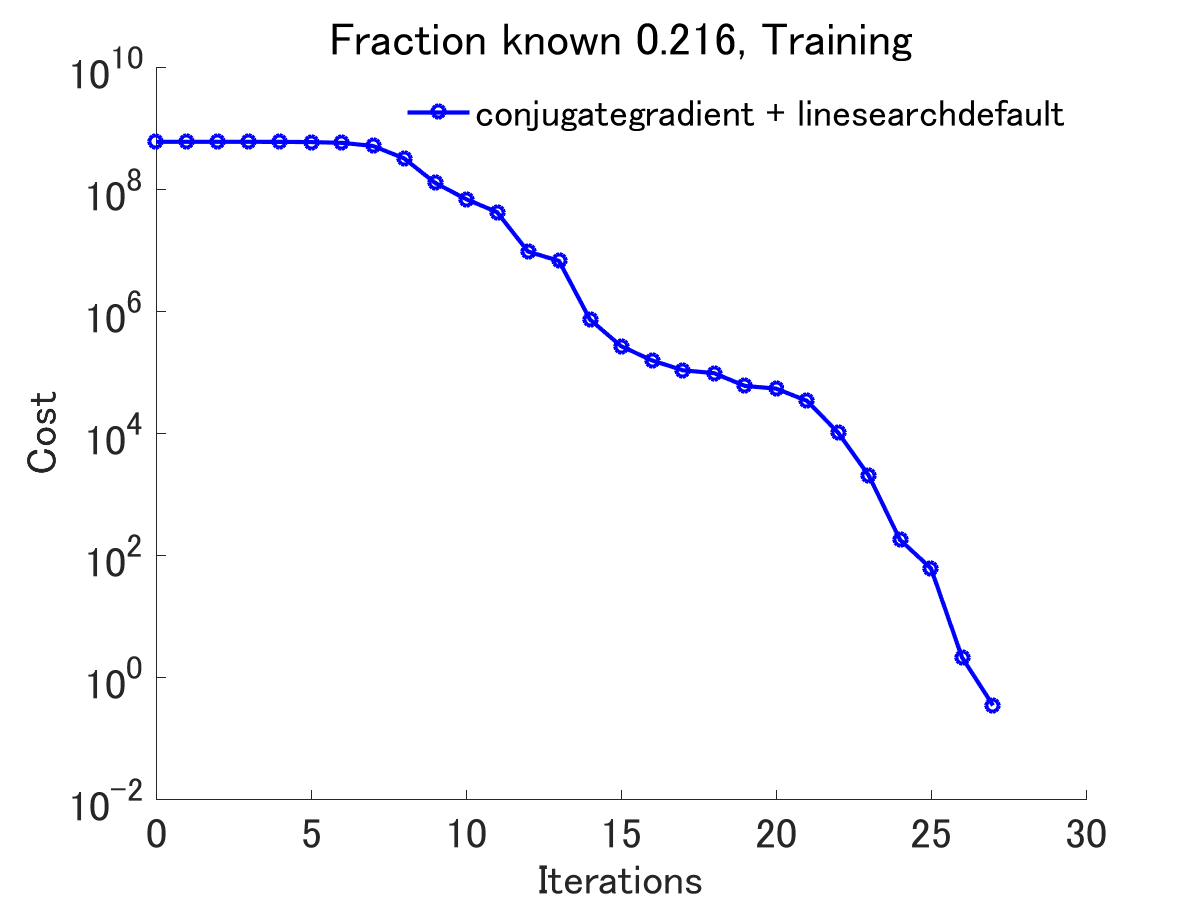 Fraction known 0.216, Training
conjugategradient + linesearchdefault
10^10
10^8
10^6
10^4
10^2
10^0
10^−2
Cost
0 5 10 15 20 25 30
Iterations